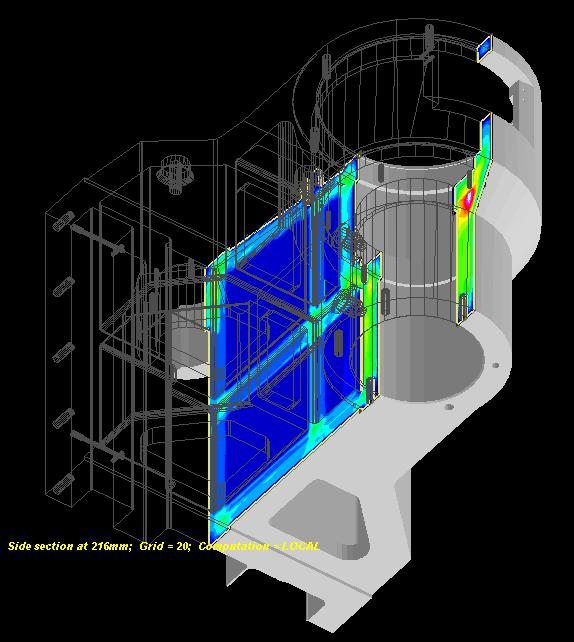 Side section at 216mm;  Grid = 20;  Computation = LOCAL